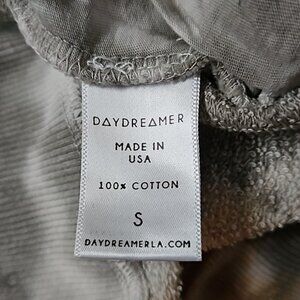 DAYDREAMER
MADE IN
USA
100% COTTON
S
DAYDREAMERLA.COM